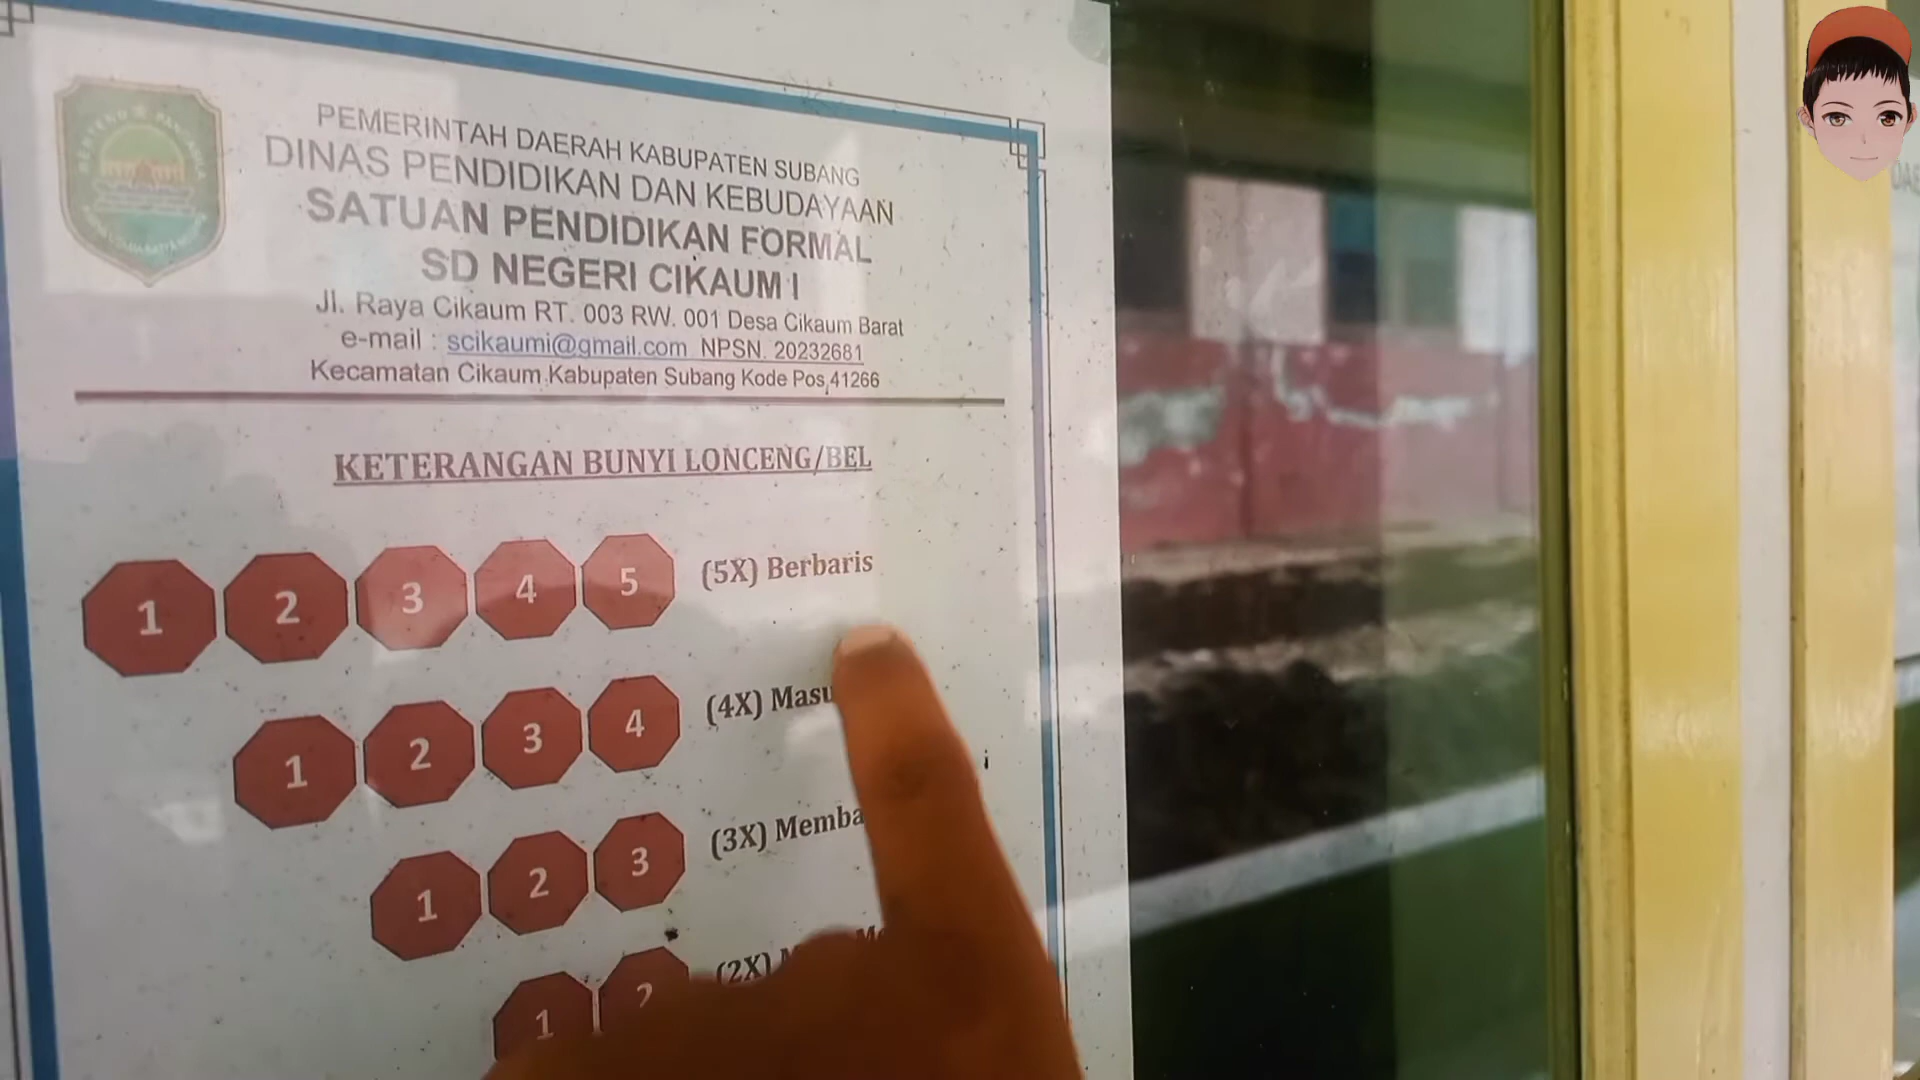 PEMERINTAH DAERAH KABUPATEN SUBANG
DINAS PENDIDIKAN DAN KEBUDAYAAN
SATUAN PENDIDIKAN FORMAL
SD NEGERI CIKAUM I
Jl. Raya Cikaum RT. 003 RW. 001 Desa Cikaum Barat
e-mail : scikaumi@gmail.com NPSN. 20232681
Kecamatan Cikaum Kabupaten Subang Kode Pos 41266
KETERANGAN BUNYI LONCENG/BEL
1 2 3 4 5 (5X) Berbaris
1 2 3 4 (4X) Masu
1 2 3 (3X) Memba
1 2 (2X)